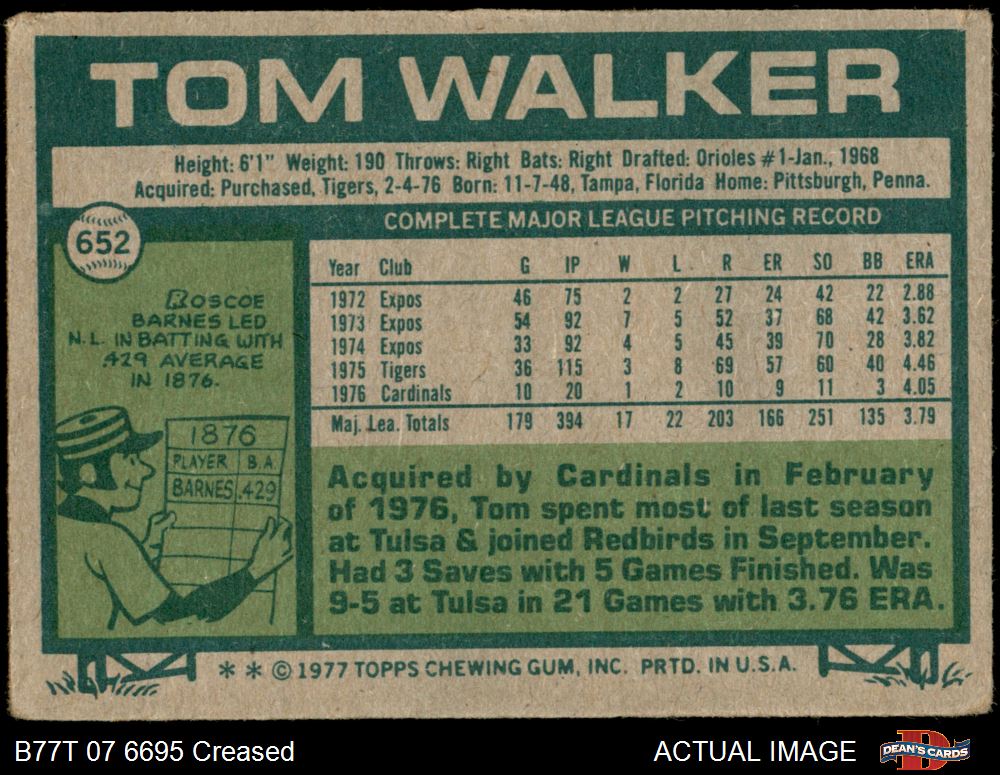 TOM WALKER
Height: 6'1" Weight: 190 Throws: Right Bats: Right Drafted: Orioles #1-Jan., 1968
Acquired: Purchased, Tigers, 2-4-76 Born: 11-7-48, Tampa, Florida Home: Pittsburgh, Penna.
652
ROSCOE
BARNES LED
N.L. IN BATTING WITH
.429 AVERAGE
IN 1876.
1876
PLAYER B.A.
BARNES .429
COMPLETE MAJOR LEAGUE PITCHING RECORD
Year Club G IP W L R ER SO BB ERA
1972 Expos 46 75 2 2 27 24 42 22 2.88
1973 Expos 54 92 7 5 52 37 68 42 3.62
1974 Expos 33 92 4 5 45 39 70 28 3.82
1975 Tigers 36 115 3 8 69 57 60 40 4.46
1976 Cardinals 10 20 1 2 10 9 11 3 4.05
Maj. Lea. Totals 179 394 17 22 203 166 251 135 3.79
Acquired by Cardinals in February
of 1976, Tom spent most of last season
at Tulsa & joined Redbirds in September.
Had 3 Saves with 5 Games Finished. Was
9-5 at Tulsa in 21 Games with 3.76 ERA.
* * © 1977 TOPPS CHEWING GUM, INC. PRTD. IN U.S.A.
B77T 07 6695 Creased
ACTUAL IMAGE
D
DEAN'S CARDS